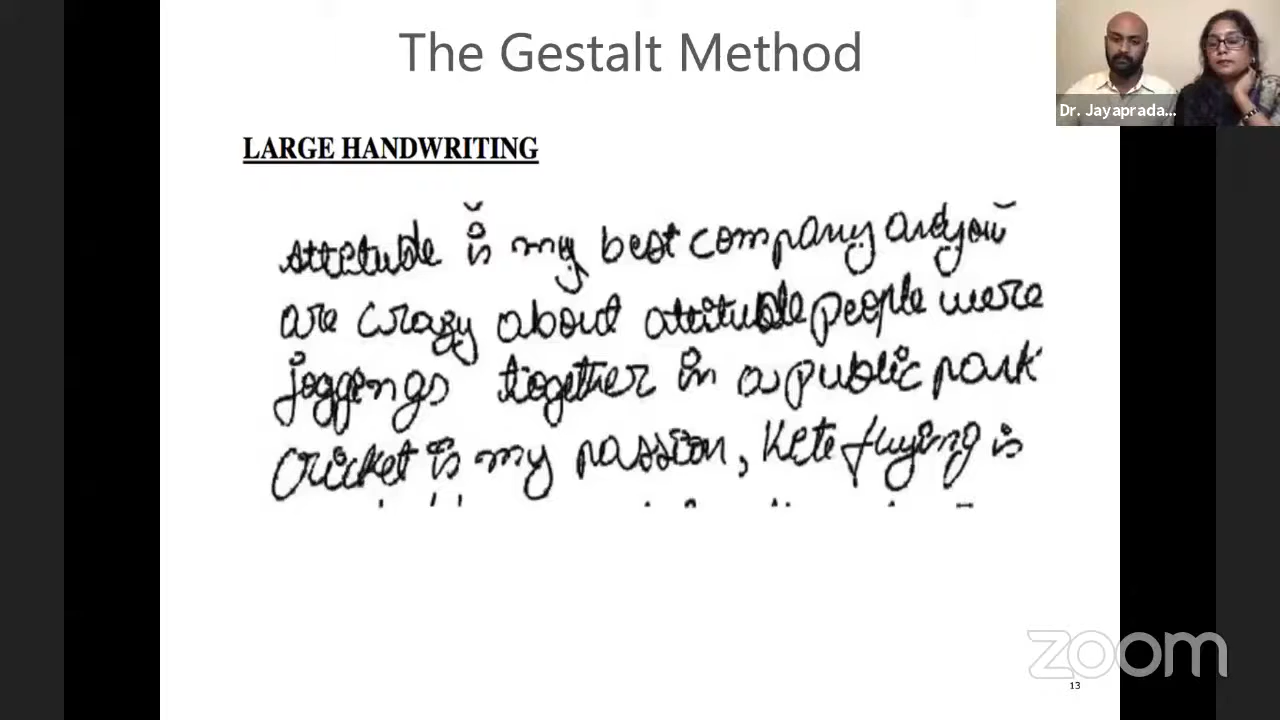 The Gestalt Method
Dr. Jayaprada...
LARGE HANDWRITING
attitude is my best company and you
are crazy about attitude people were
joggings together in a public park
cricket is my passion, Kite fluying is
zoom
13